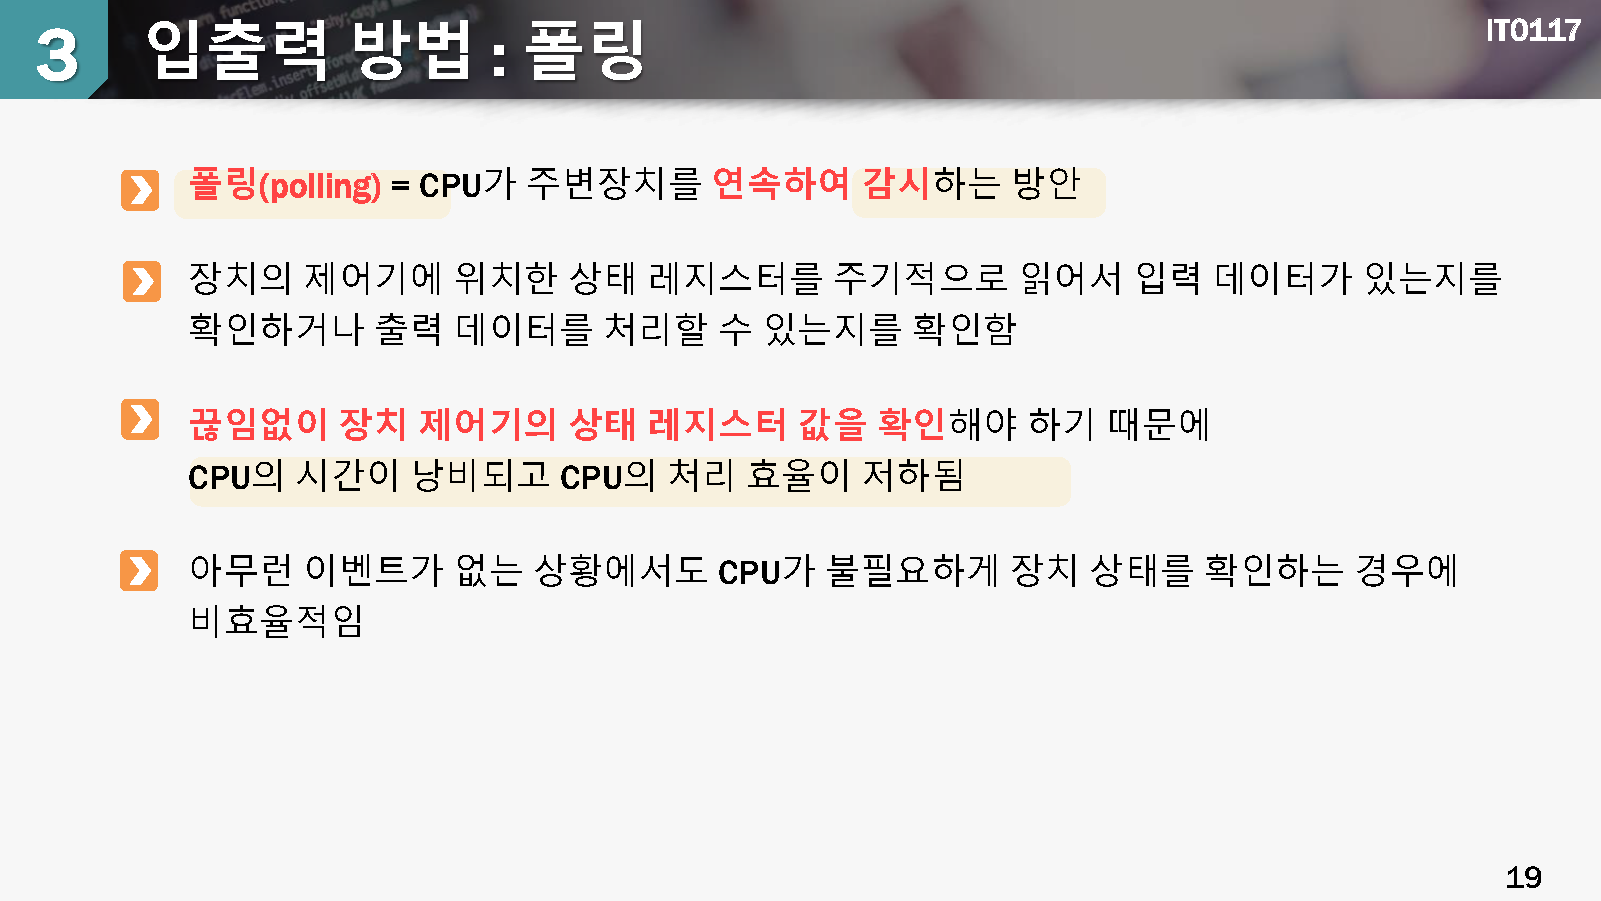 3
입출력 방법 : 폴링
IT0117
폴링(polling) = CPU가 주변장치를 연속하여 감시하는 방안
장치의 제어기에 위치한 상태 레지스터를 주기적으로 읽어서 입력 데이터가 있는지를
확인하거나 출력 데이터를 처리할 수 있는지를 확인함
끊임없이 장치 제어기의 상태 레지스터 값을 확인해야 하기 때문에
CPU의 시간이 낭비되고 CPU의 처리 효율이 저하됨
아무런 이벤트가 없는 상황에서도 CPU가 불필요하게 장치 상태를 확인하는 경우에
비효율적임
19